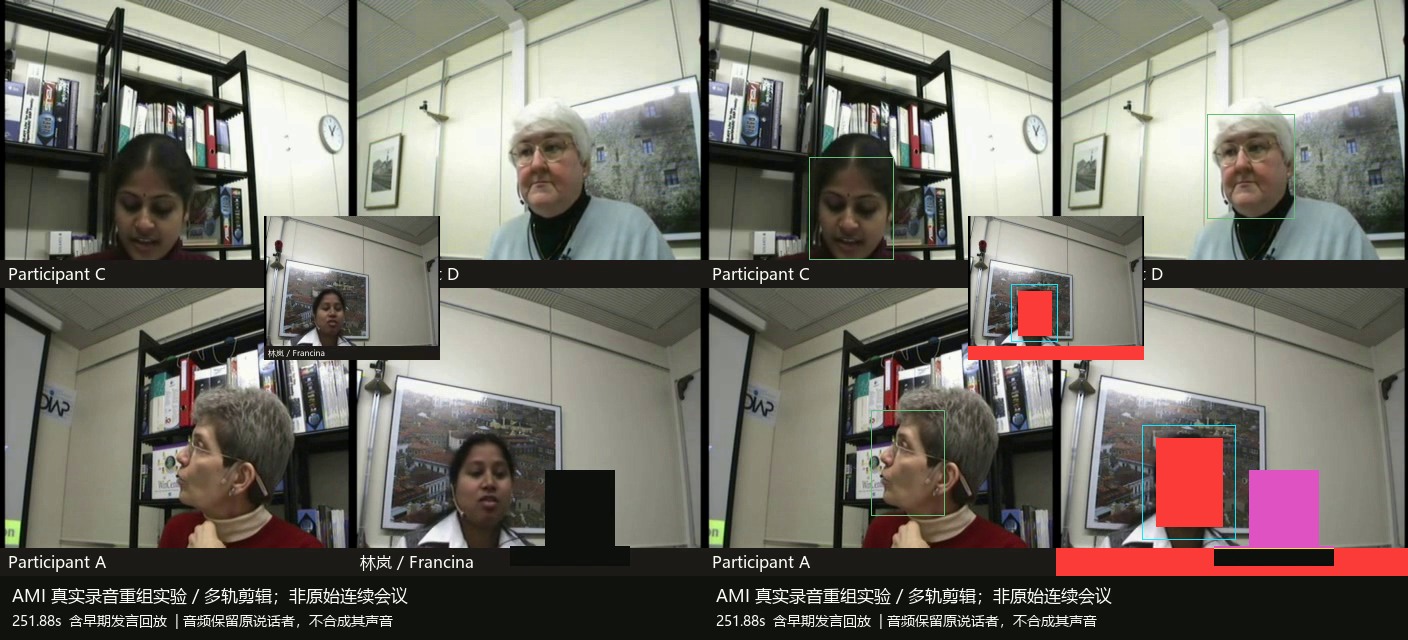 Participant C
t D
Participant C
t D
林岚 / Francina
Participant A
林岚 / Francina
Participant A
AMI 真实录音重组实验 / 多轨剪辑；非原始连续会议
251.88s 含早期发言回放 | 音频保留原说话者，不合成其声音
AMI 真实录音重组实验 / 多轨剪辑；非原始连续会议
251.88s 含早期发言回放 | 音频保留原说话者，不合成其声音